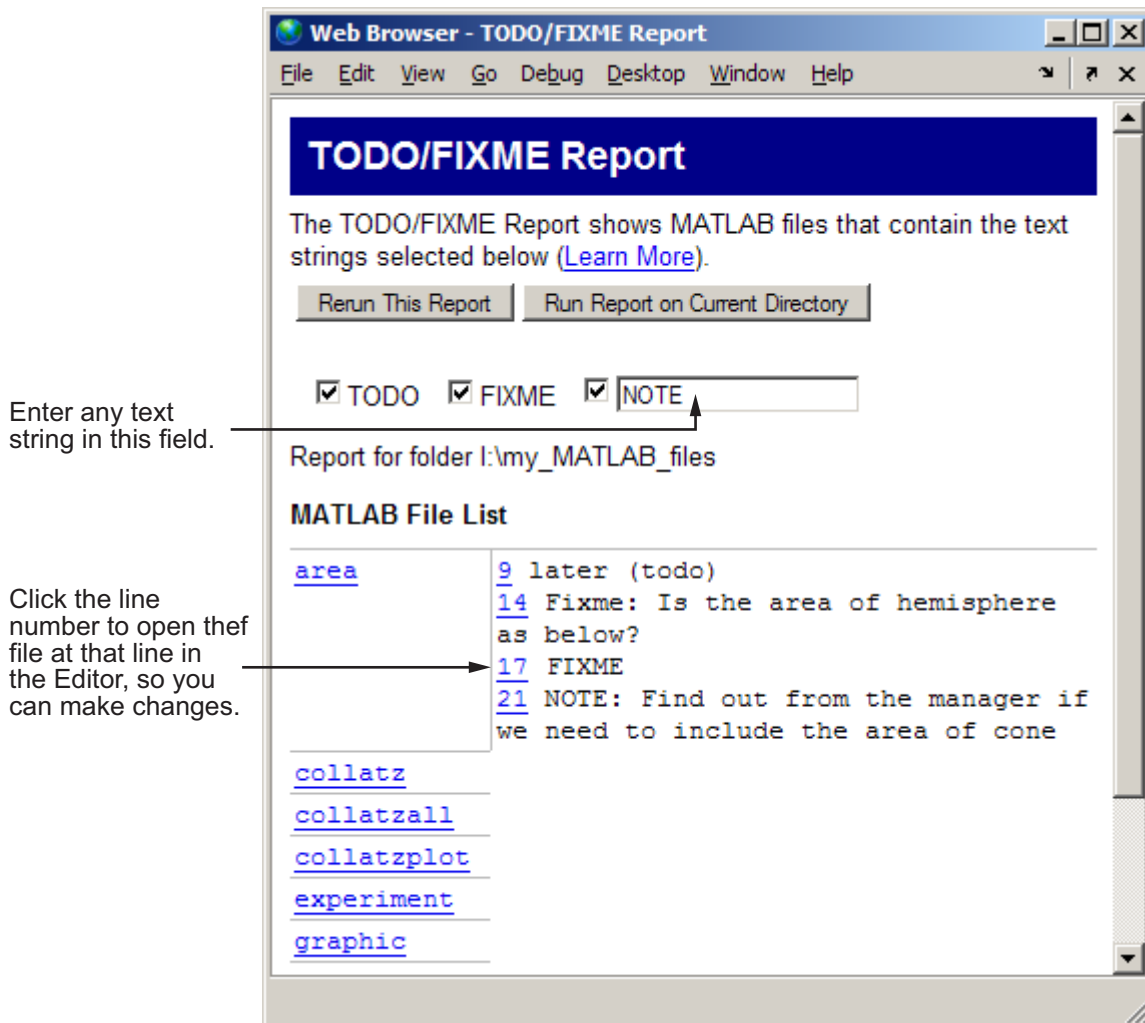 Web Browser - TODO/FIXME Report
File Edit View Go Debug Desktop Window Help
TODO/FIXME Report
The TODO/FIXME Report shows MATLAB files that contain the text
strings selected below (Learn More).
Rerun This Report Run Report on Current Directory
TODO FIXME NOTE
Enter any text
string in this field.
Report for folder I:\my_MATLAB_files
MATLAB File List
area
9 later (todo)
14 Fixme: Is the area of hemisphere
as below?
17 FIXME
21 NOTE: Find out from the manager if
we need to include the area of cone
Click the line
number to open thef
file at that line in
the Editor, so you
can make changes.
collatz
collatzall
collatzplot
experiment
graphic